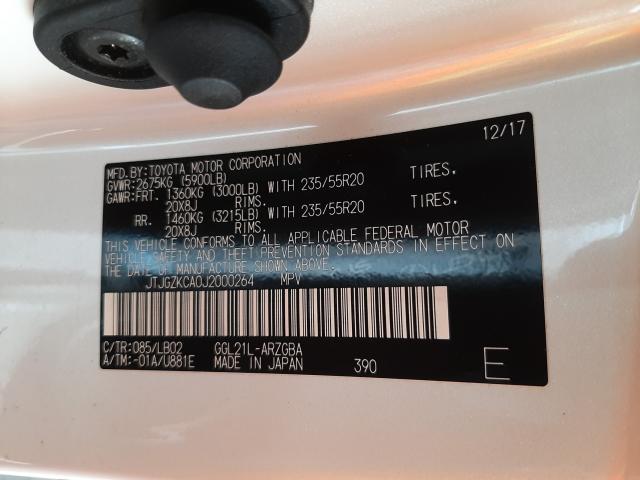 12/17
MFD.BY:TOYOTA MOTOR CORPORATION
GVWR:2675KG (5900LB)
GAWR:FRT. 1360KG (3000LB) WITH 235/55R20 TIRES,
20X8J RIMS.
RR. 1460KG (3215LB) WITH 235/55R20 TIRES,
20X8J RIMS.
THIS VEHICLE CONFORMS TO ALL APPLICABLE FEDERAL MOTOR
VEHICLE SAFETY AND THEFT PREVENTION STANDARDS IN EFFECT ON
THE DATE OF MANUFACTURE SHOWN ABOVE.
JTJGZKCA0J2000264 MPV
C/TR:085/LB02 GGL21L-ARZGBA
A/TM:-01A/U881E MADE IN JAPAN 390 E